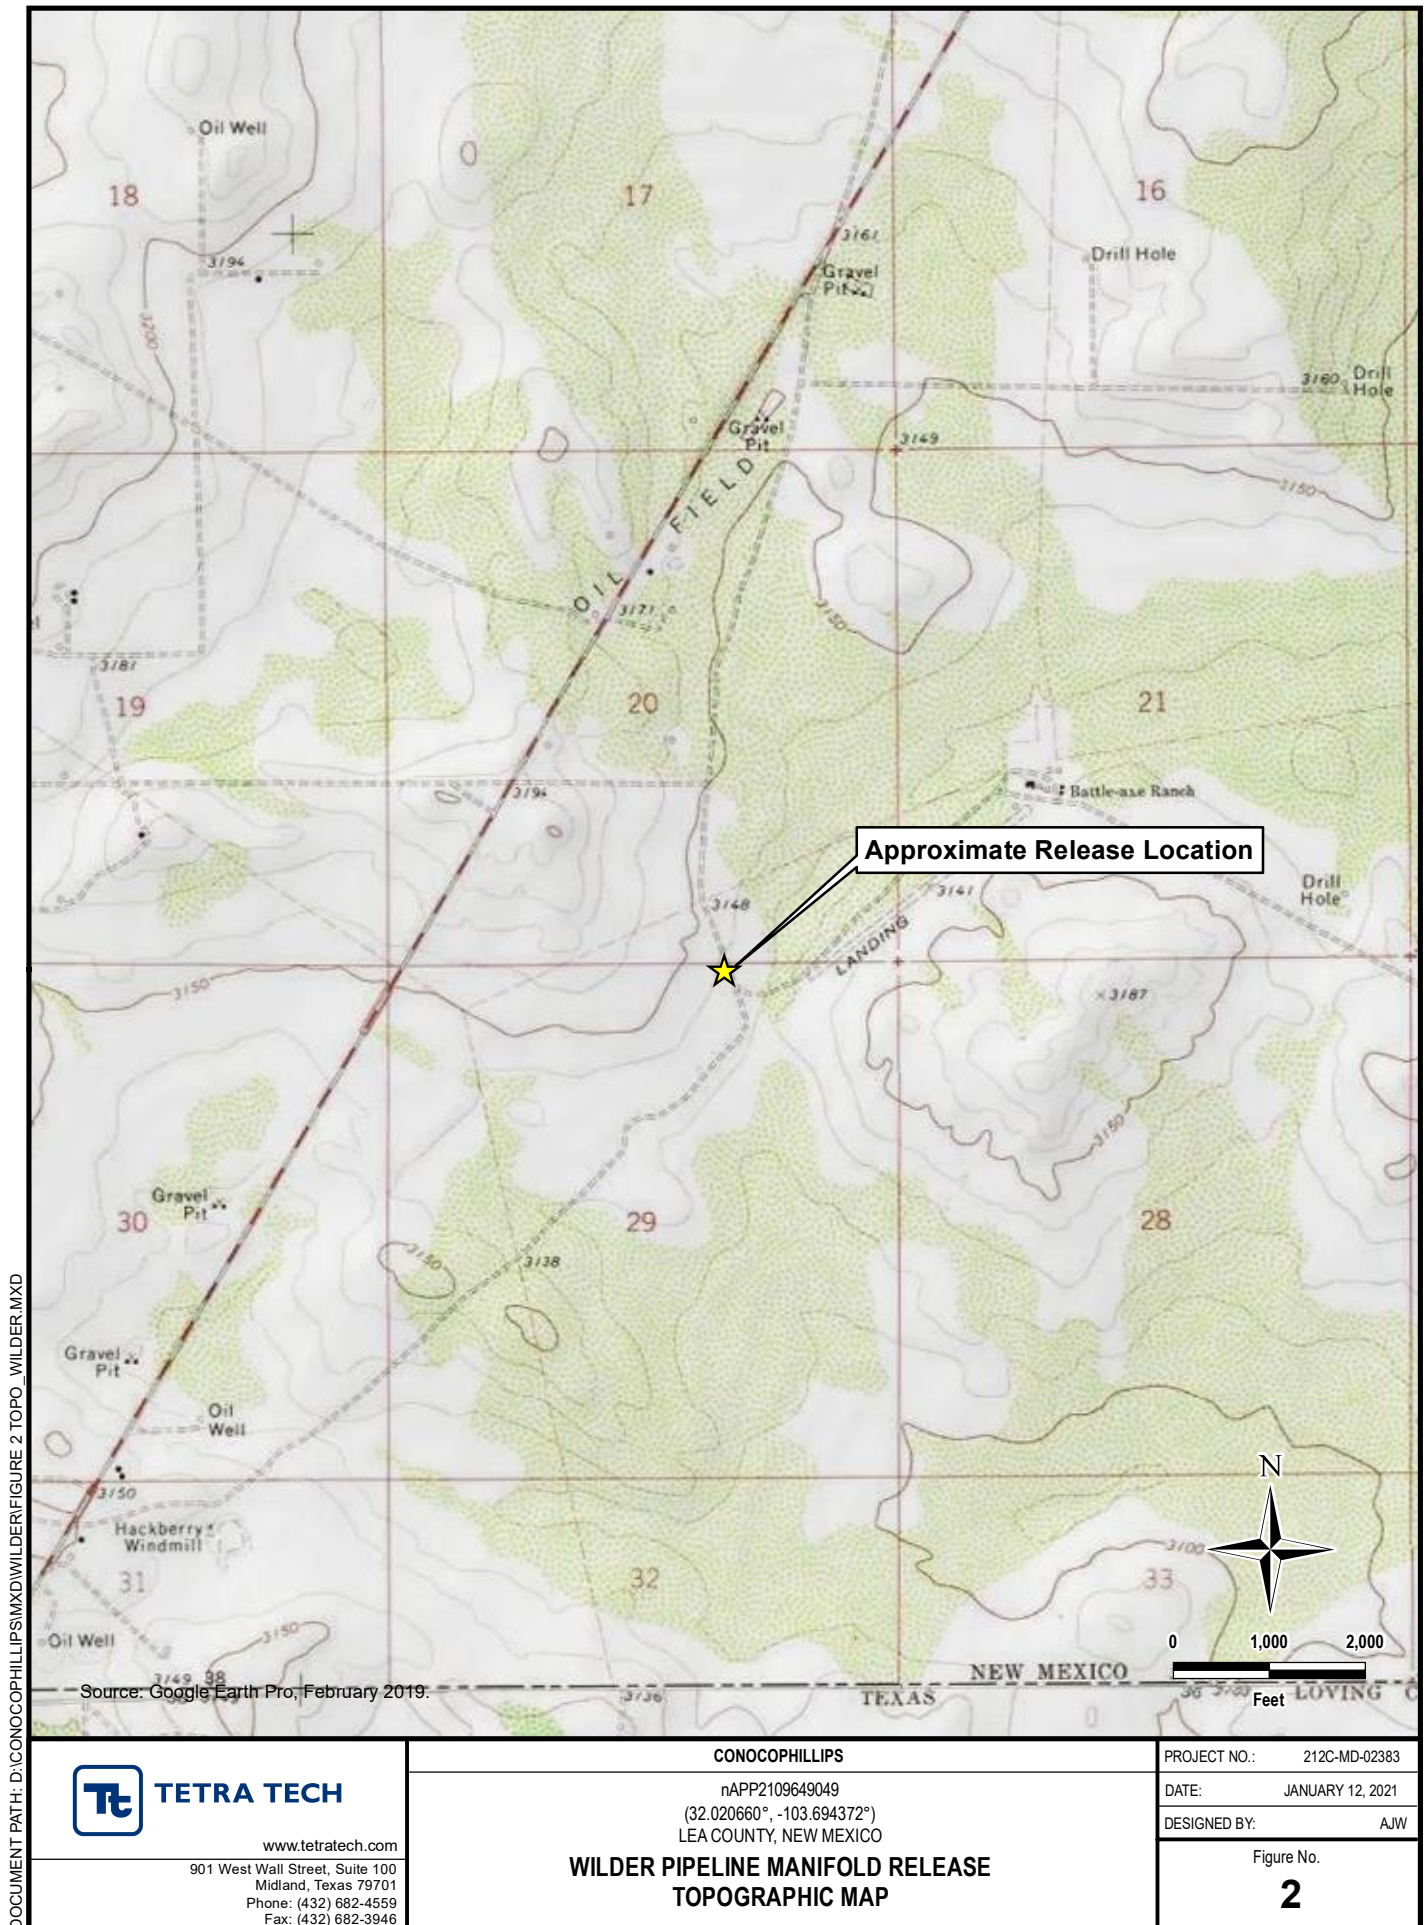 Oil Well
18
17
16
3161
3194
Drill Hole
Gravel
Pit
3200
3160
Drill
Hole
Gravel
Pit
3149
3150
OIL FIELD
3171
3150
3181
19
20
21
3194
Battle-axe Ranch
Approximate Release Location
Drill
Hole
3141
3148
LANDING
3150
×3187
3150
Gravel
Pit
30
29
28
3150
3138
Gravel
Pit
Oil
Well
N
3150
Hackberry
Windmill
3100
31
32
33
Oil Well
3150
0 1,000 2,000
Feet
NEW MEXICO
3149 38
Source: Google Earth Pro, February 2019.
3136
TEXAS
36
LOVING
DOCUMENT PATH: D:\CONOCOPHILLIPS\MXD\WILDER\FIGURE 2 TOPO_WILDER.MXD
Tt TETRA TECH
www.tetratech.com
901 West Wall Street, Suite 100
Midland, Texas 79701
Phone: (432) 682-4559
Fax: (432) 682-3946
CONOCOPHILLIPS
nAPP2109649049
(32.020660°, -103.694372°)
LEA COUNTY, NEW MEXICO
WILDER PIPELINE MANIFOLD RELEASE
TOPOGRAPHIC MAP
PROJECT NO.: 212C-MD-02383
DATE: JANUARY 12, 2021
DESIGNED BY: AJW
Figure No.
2